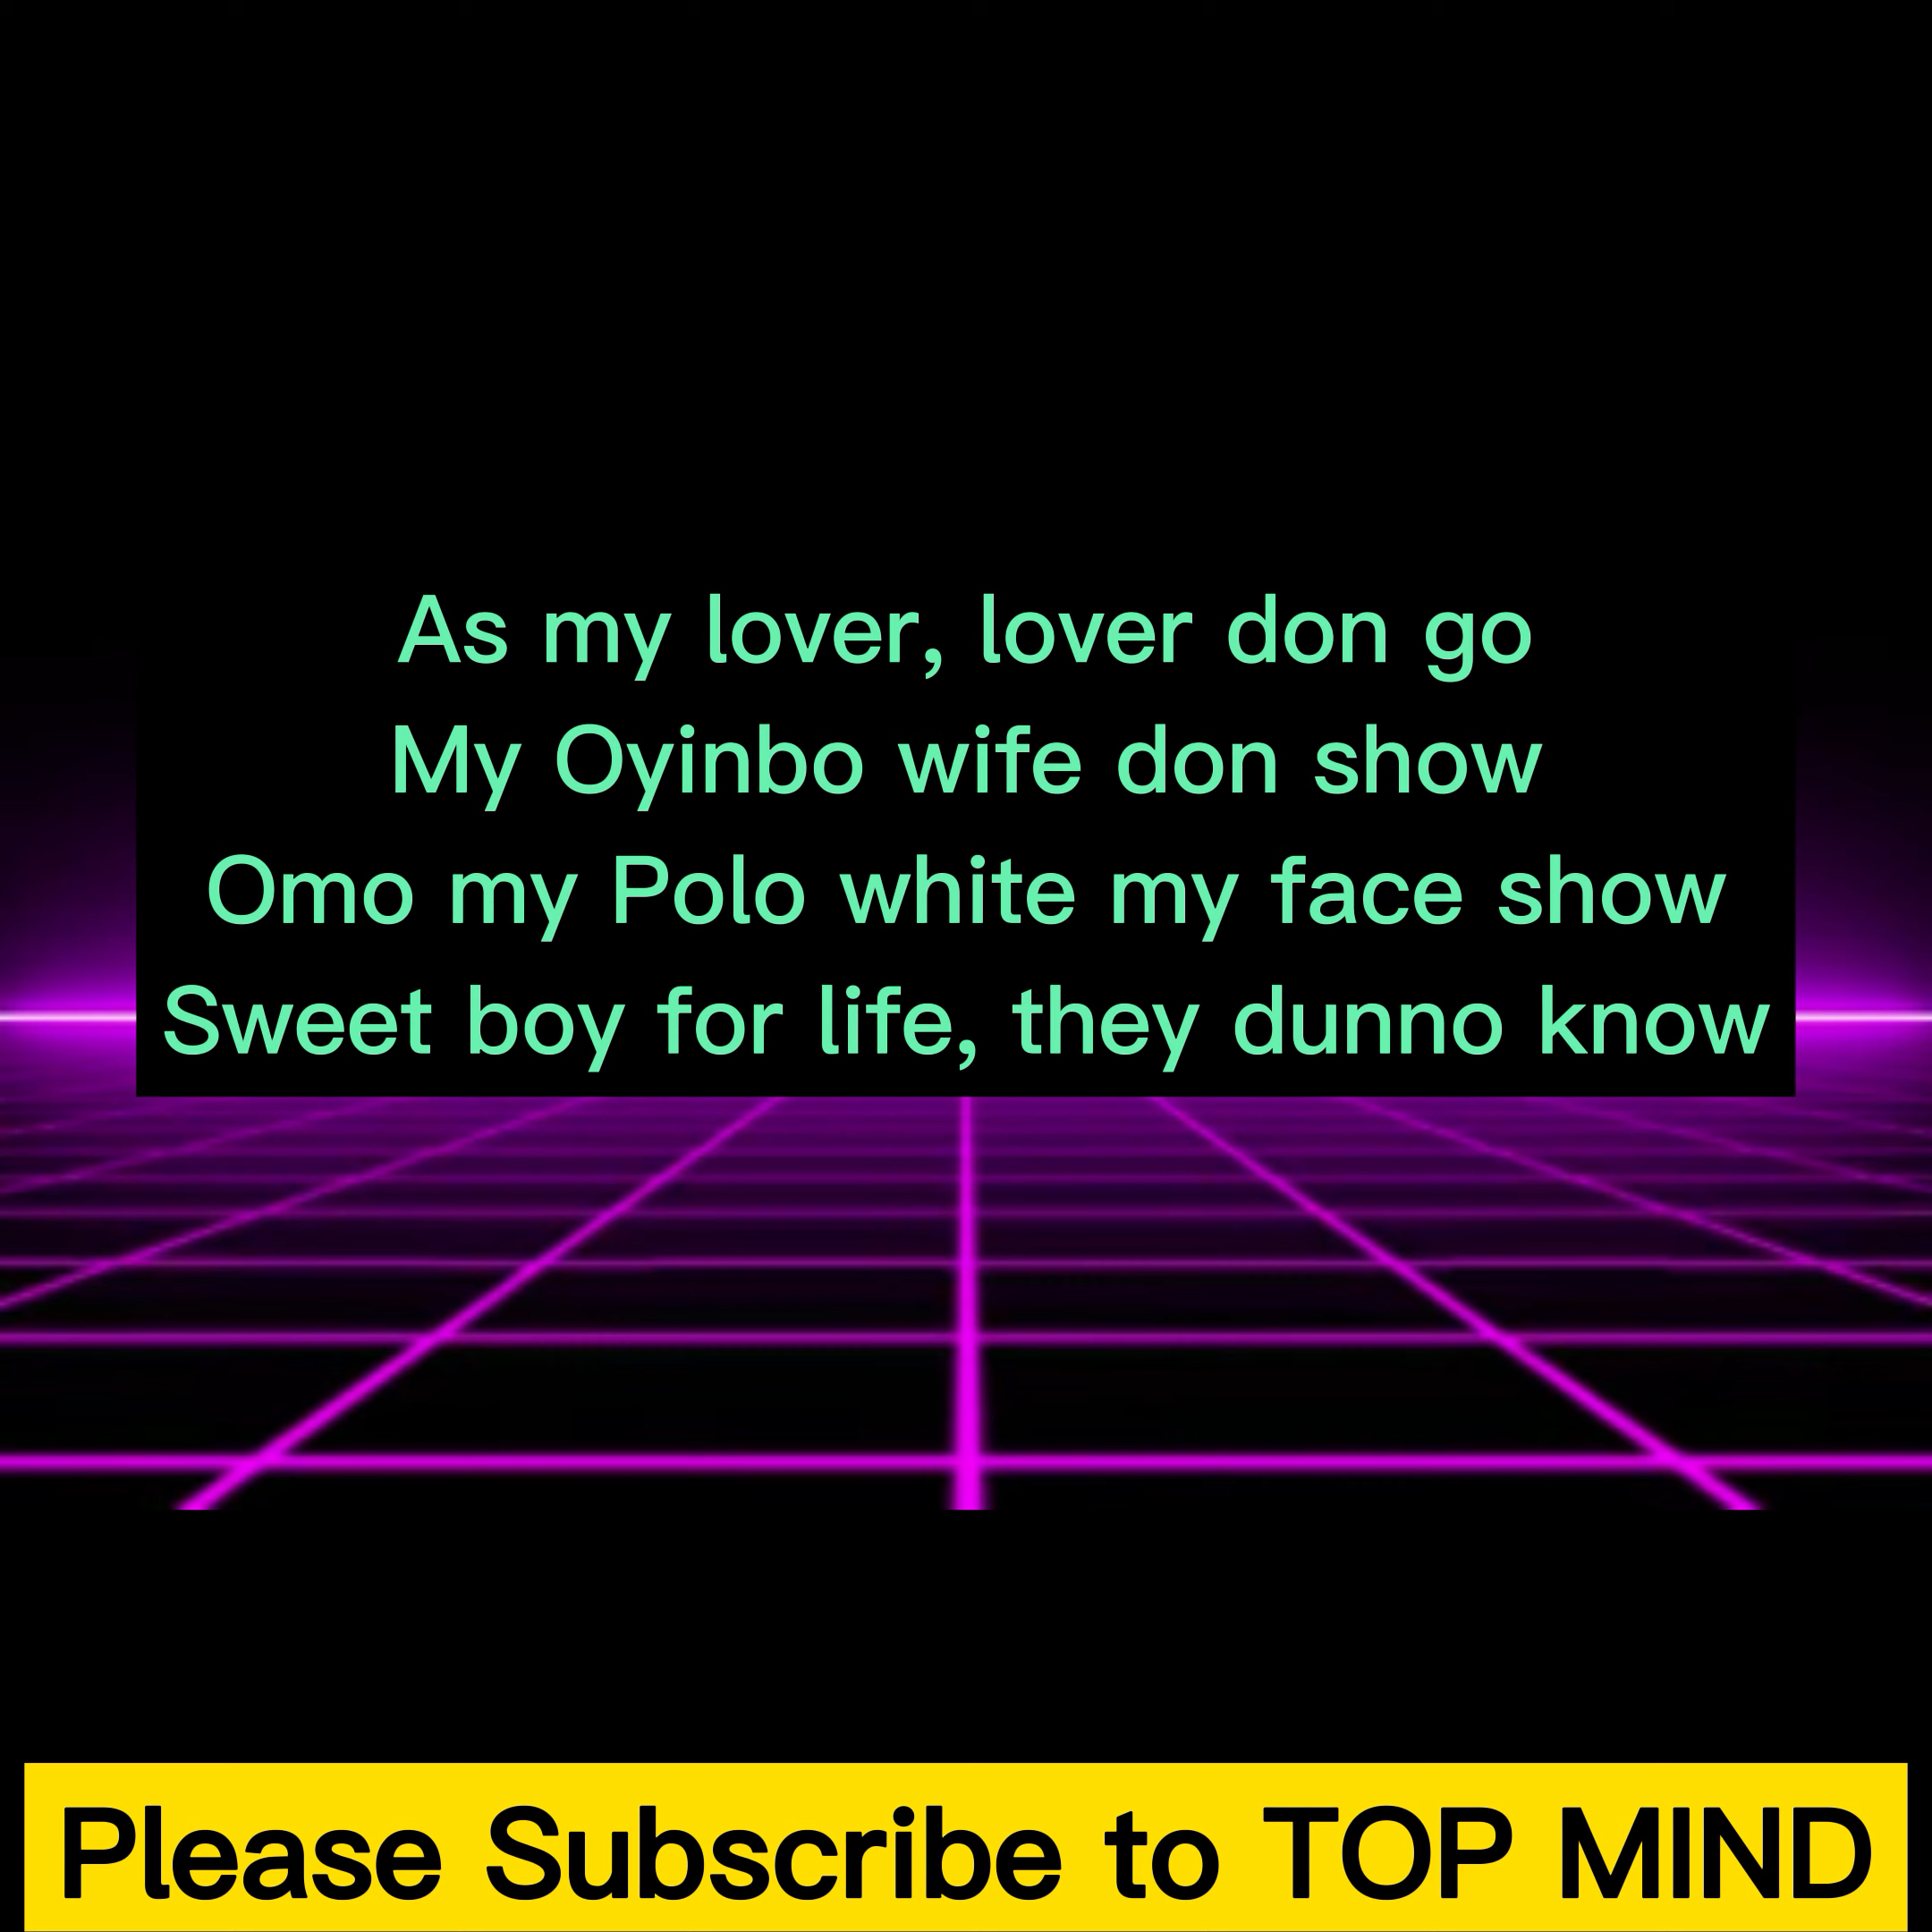 As my lover, lover don go
My Oyinbo wife don show
Omo my Polo white my face show
Sweet boy for life, they dunno know
Please Subscribe to TOP MIND